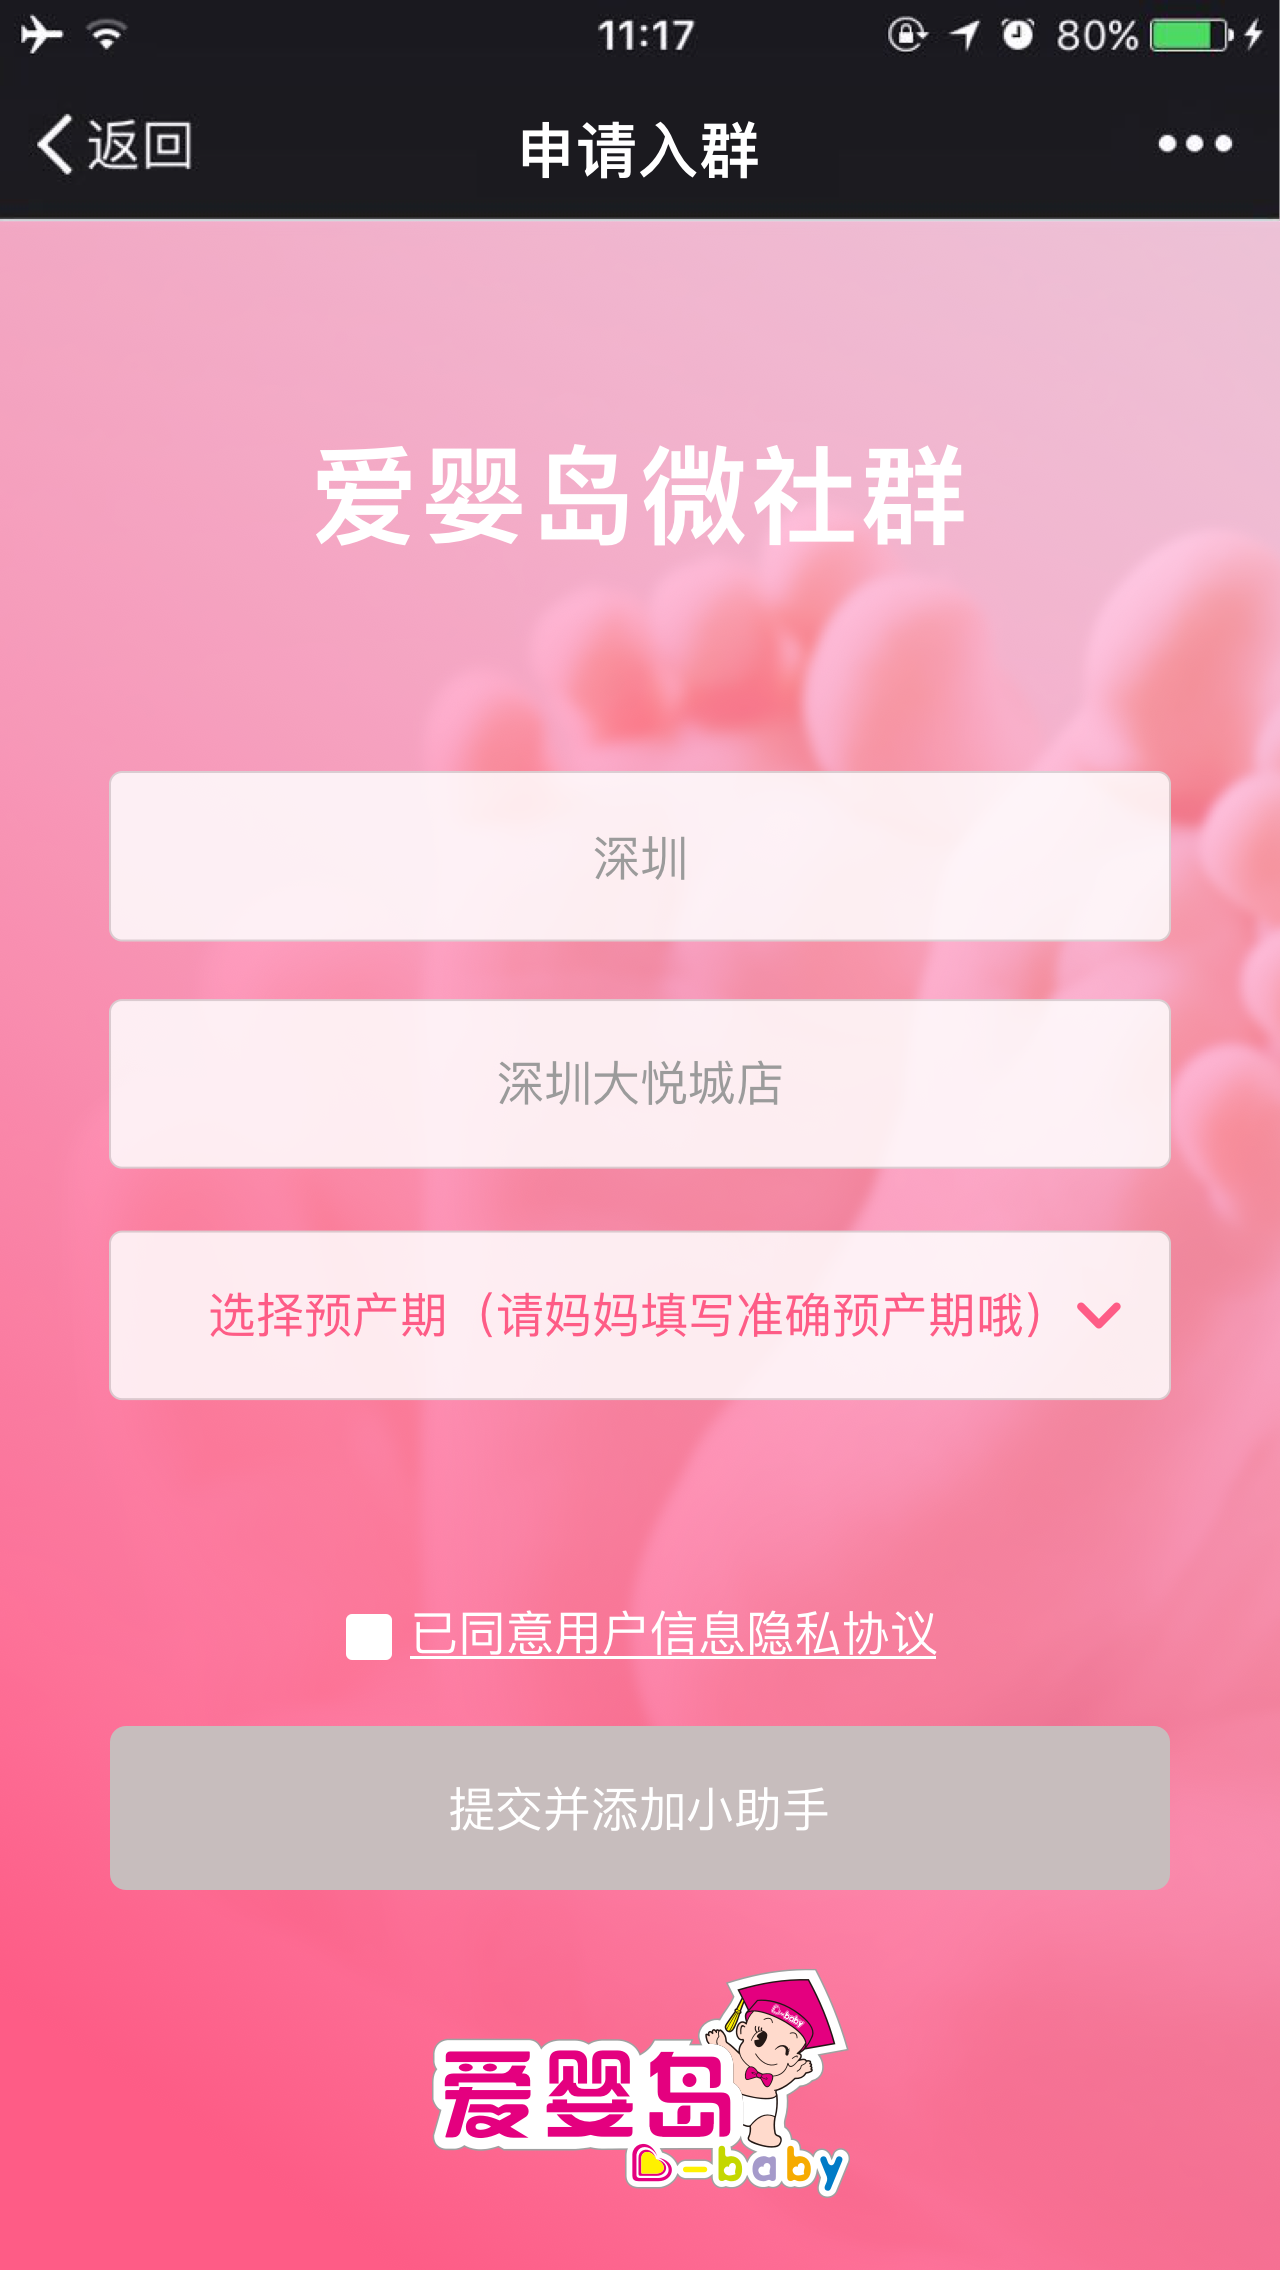 11:17
80%
返回
申请入群
爱婴岛微社群
深圳
深圳大悦城店
选择预产期（请妈妈填写准确预产期哦）
已同意用户信息隐私协议
提交并添加小助手
爱婴岛
-baby